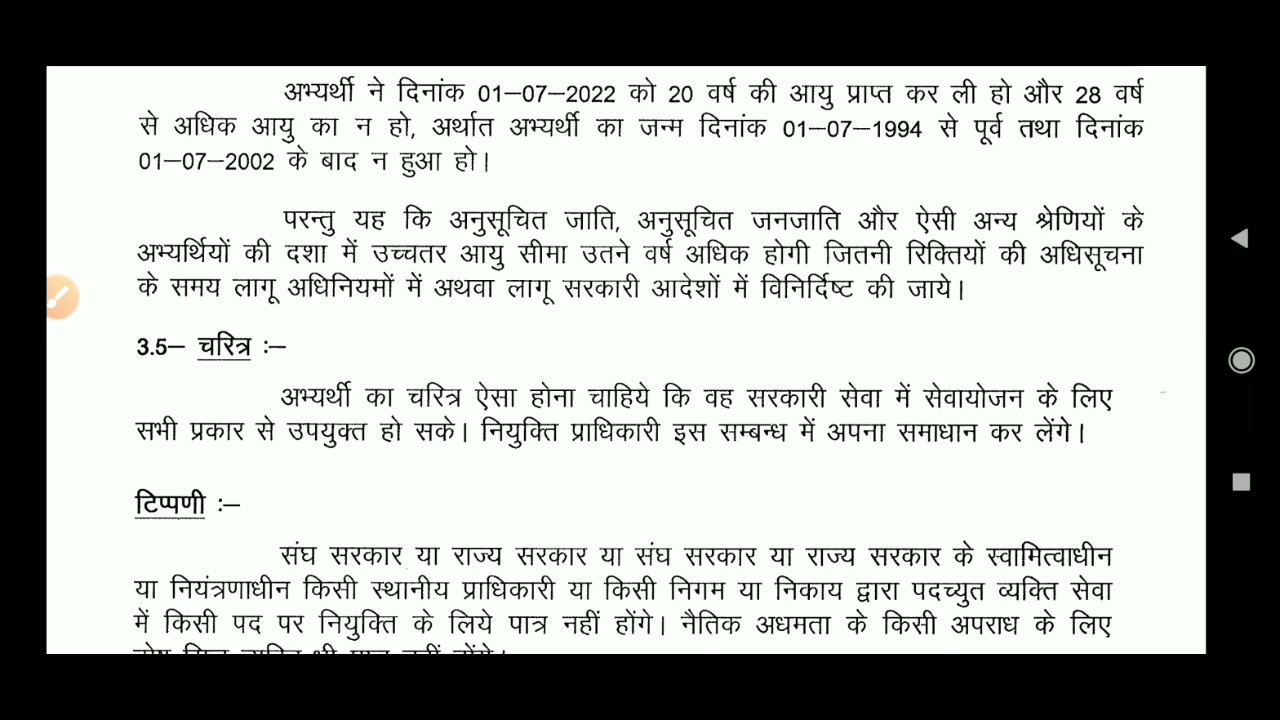 अभ्यर्थी ने दिनांक 01–07–2022 को 20 वर्ष की आयु प्राप्त कर ली हो और 28 वर्ष
से अधिक आयु का न हो, अर्थात अभ्यर्थी का जन्म दिनांक 01–07–1994 से पूर्व तथा दिनांक
01–07–2002 के बाद न हुआ हो।
परन्तु यह कि अनुसूचित जाति, अनुसूचित जनजाति और ऐसी अन्य श्रेणियों के
अभ्यर्थियों की दशा में उच्चतर आयु सीमा उतने वर्ष अधिक होगी जितनी रिक्तियों की अधिसूचना
के समय लागू अधिनियमों में अथवा लागू सरकारी आदेशों में विनिर्दिष्ट की जाये।
3.5– चरित्र :–
अभ्यर्थी का चरित्र ऐसा होना चाहिये कि वह सरकारी सेवा में सेवायोजन के लिए
सभी प्रकार से उपयुक्त हो सके। नियुक्ति प्राधिकारी इस सम्बन्ध में अपना समाधान कर लेंगे।
टिप्पणी :–
संघ सरकार या राज्य सरकार या संघ सरकार या राज्य सरकार के स्वामित्वाधीन
या नियंत्रणाधीन किसी स्थानीय प्राधिकारी या किसी निगम या निकाय द्वारा पदच्युत व्यक्ति सेवा
में किसी पद पर नियुक्ति के लिये पात्र नहीं होंगे। नैतिक अधमता के किसी अपराध के लिए